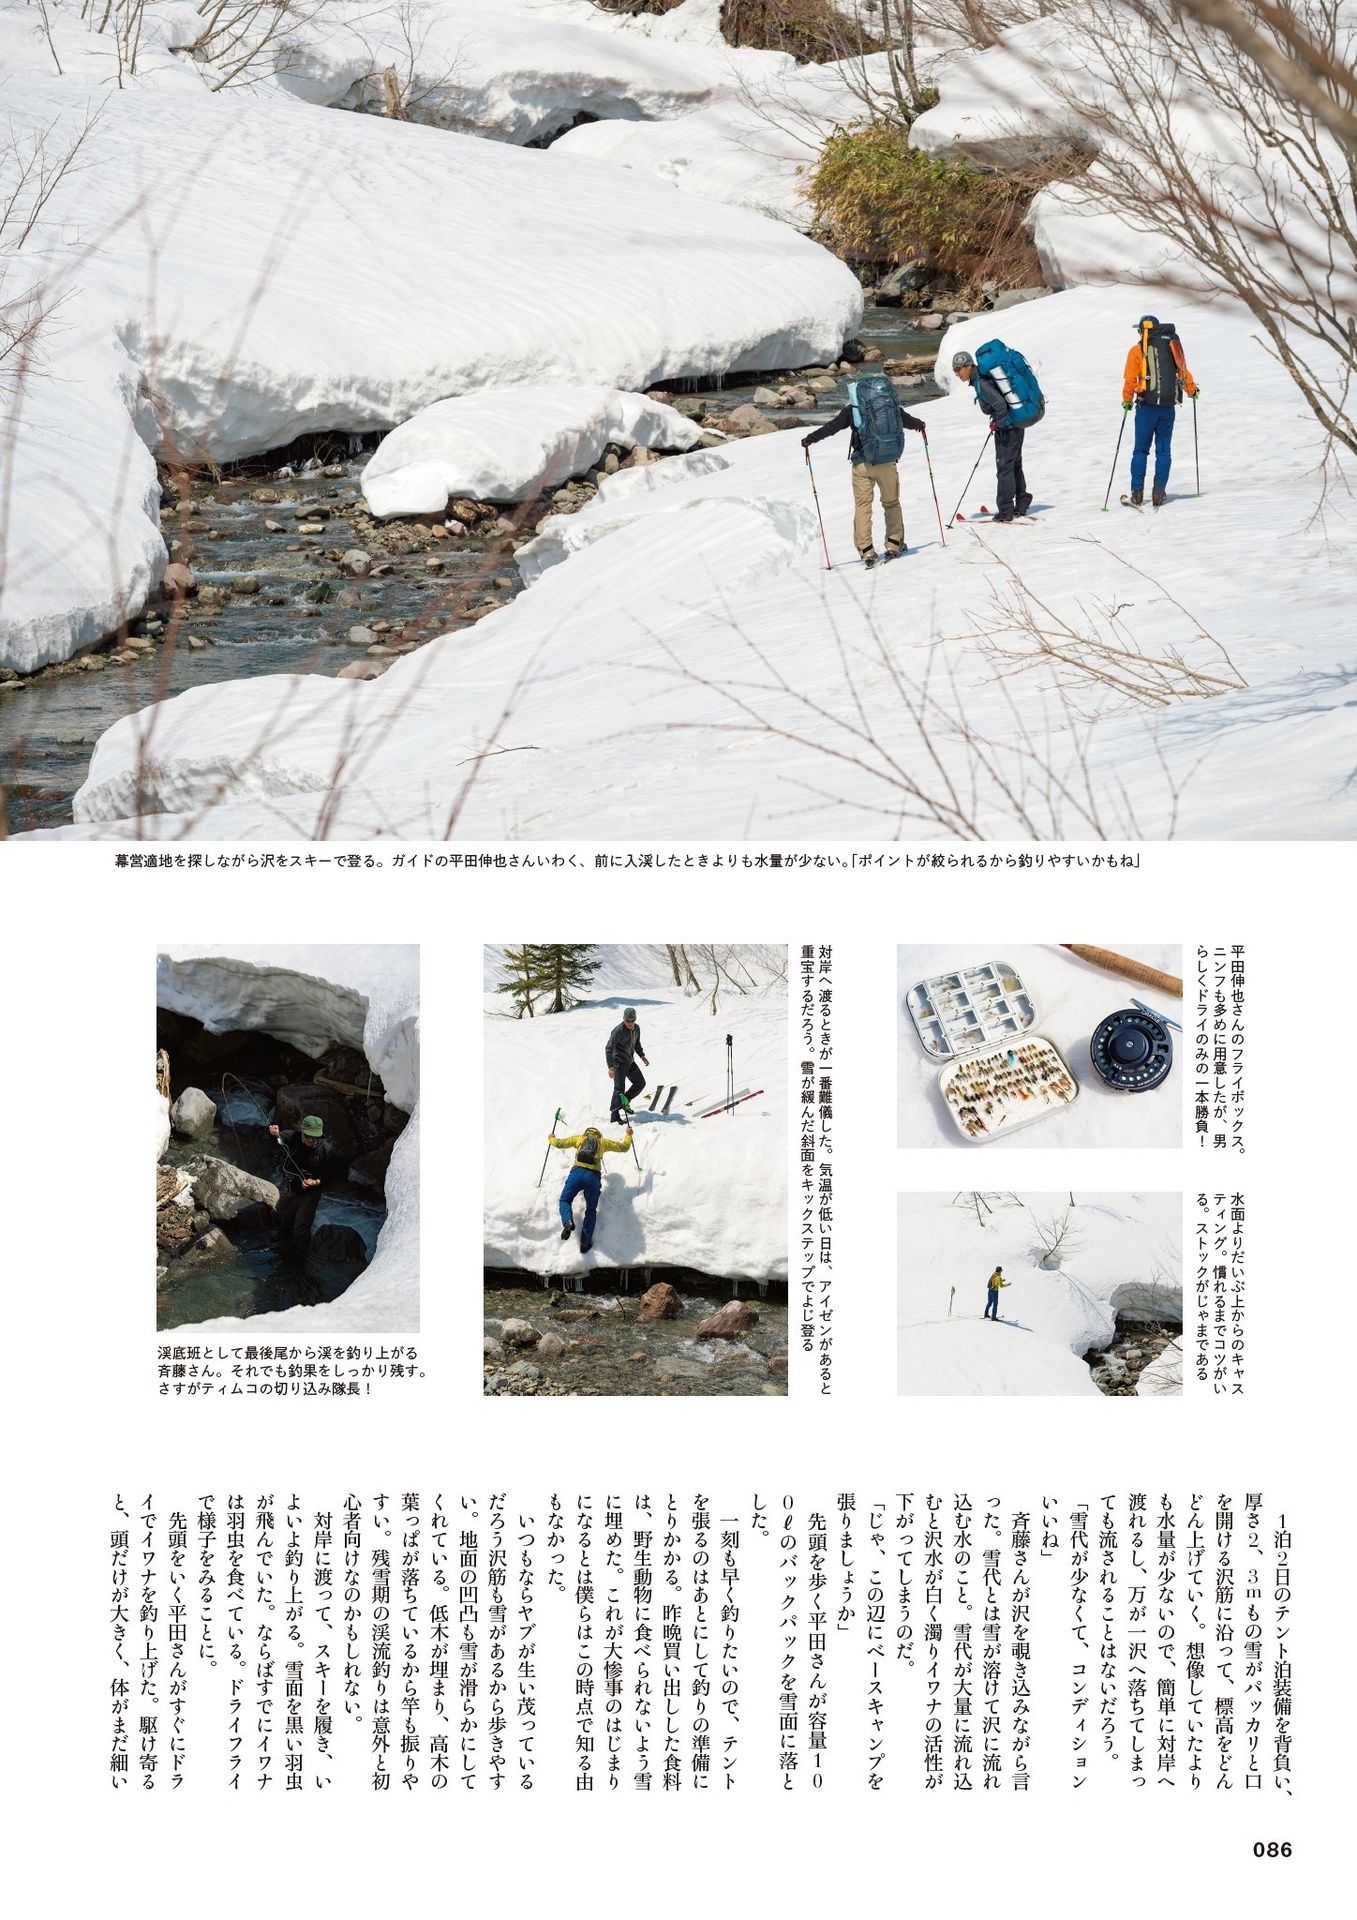 幕営適地を探しながら沢をスキーで登る。ガイドの平田伸也さんいわく、前に入渓したときよりも水量が少ない。「ポイントが絞られるから釣りやすいかもね」
平田伸也さんのフライボックス。
ニンフも多めに用意したが、男
らしくドライのみの一本勝負！
水面よりだいぶ上からのキャス
ティング。慣れるまでコツがい
る。ストックがじゃまである
対岸へ渡るときが一番難儀した。気温が低い日は、アイゼンがあると
重宝するだろう。雪が緩んだ斜面をキックステップでよじ登る
渓底班として最後尾から渓を釣り上がる
斉藤さん。それでも釣果をしっかり残す。
さすがティムコの切り込み隊長！
1泊2日のテント泊装備を背負い、
厚さ2、3mもの雪がパッカリと口
を開ける沢筋に沿って、標高をどん
どん上げていく。想像していたより
も水量が少ないので、簡単に対岸へ
渡れるし、万が一沢へ落ちてしまっ
ても流されることはないだろう。
「雪代が少なくて、コンディション
いいね」
斉藤さんが沢を覗き込みながら言
った。雪代とは雪が溶けて沢に流れ
込む水のこと。雪代が大量に流れ込
むと沢水が白く濁りイワナの活性が
下がってしまうのだ。
「じゃ、この辺にベースキャンプを
張りましょうか」
先頭を歩く平田さんが容量10
0ℓのバックパックを雪面に落と
した。
一刻も早く釣りたいので、テント
を張るのはあとにして釣りの準備に
とりかかる。昨晩買い出しした食料
は、野生動物に食べられないよう雪
に埋めた。これが大惨事のはじまり
になるとは僕らはこの時点で知る由
もなかった。
いつもならヤブが生い茂っている
だろう沢筋も雪があるから歩きやす
い。地面の凹凸も雪が滑らかにして
くれている。低木が埋まり、高木の
葉っぱが落ちているから竿も振りや
すい。残雪期の渓流釣りは意外と初
心者向けなのかもしれない。
対岸に渡って、スキーを履き、い
よいよ釣り上がる。雪面を黒い羽虫
が飛んでいた。ならばすでにイワナ
は羽虫を食べている。ドライフライ
で様子をみることに。
先頭をいく平田さんがすぐにドラ
イでイワナを釣り上げた。駆け寄る
と、頭だけが大きく、体がまだ細い
086